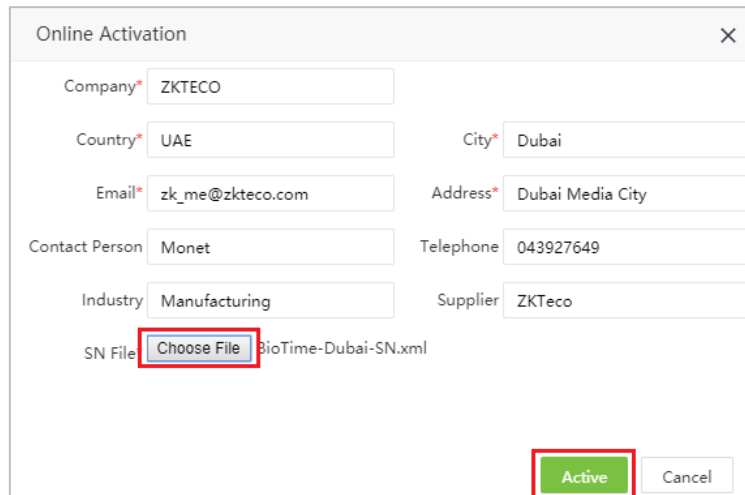 Online Activation
Company* ZKTECO
Country* UAE City* Dubai
Email* zk_me@zkteco.com Address* Dubai Media City
Contact Person Monet Telephone 043927649
Industry Manufacturing Supplier ZKTeco
SN File* Choose File BioTime-Dubai-SN.xml
Active Cancel